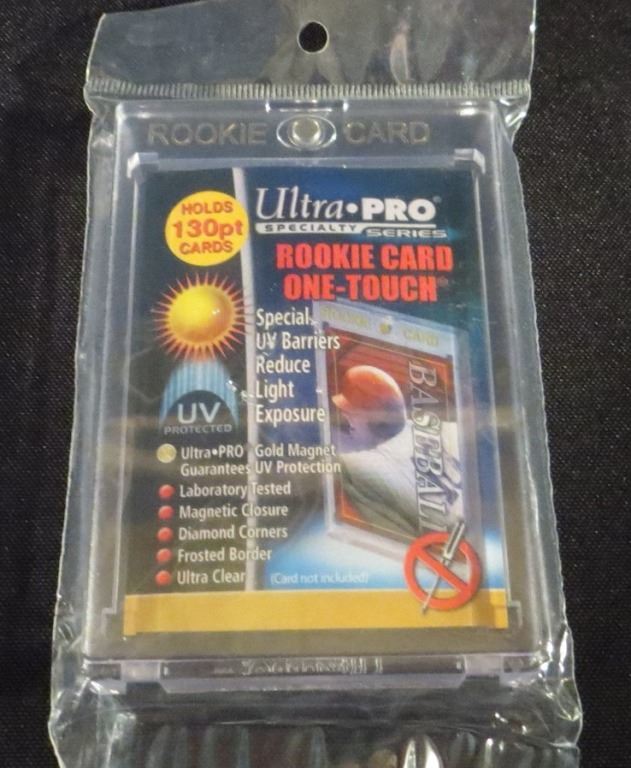 ROOKIE CARD
HOLDS
130pt
CARDS
Ultra•PRO®
SPECIALTY SERIES
ROOKIE CARD
ONE-TOUCH®
Special
UV Barriers
Reduce
Light
Exposure
ROOKIE CARD
BASEBALL
UV
PROTECTED
Ultra•PRO Gold Magnet
Guarantees UV Protection
Laboratory Tested
Magnetic Closure
Diamond Corners
Frosted Border
Ultra Clear (Card not included)